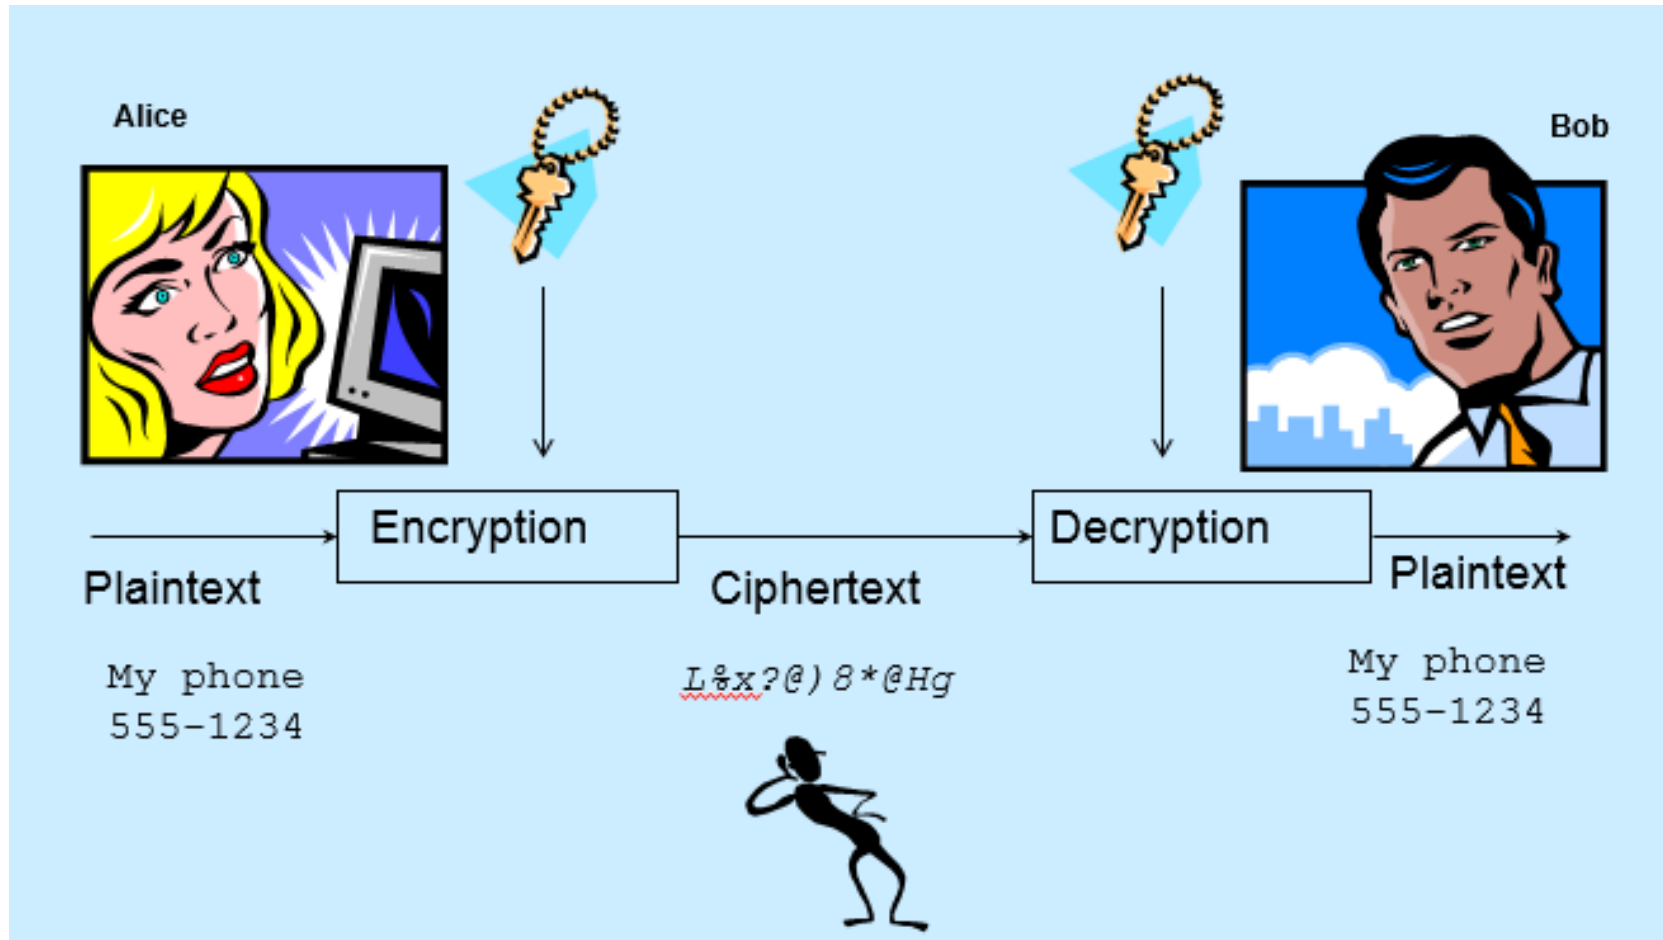 Alice
Bob
Encryption
Decryption
Plaintext
Ciphertext
Plaintext
My phone
555-1234
L%x?@)8*@Hg
My phone
555-1234